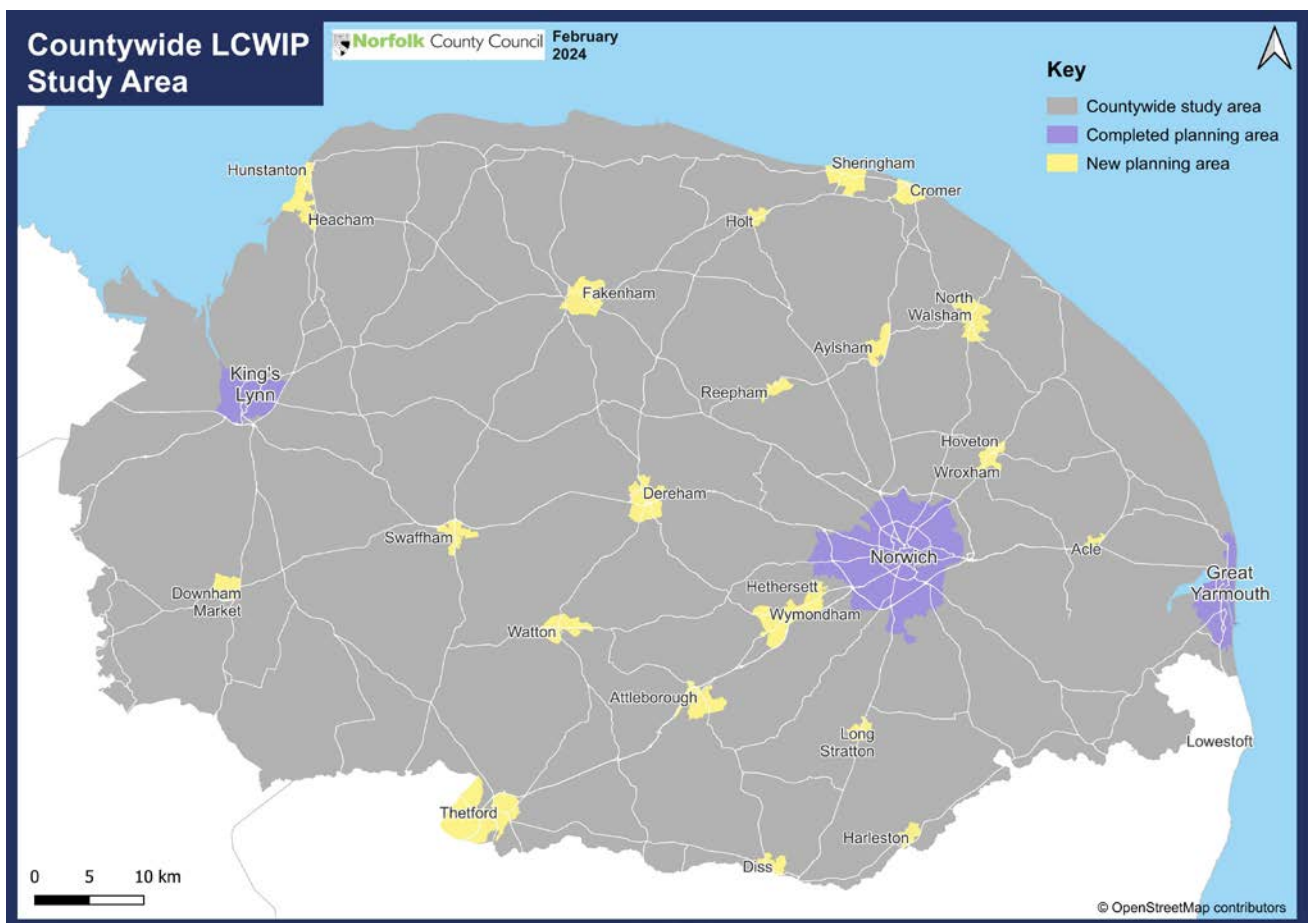 Countywide LCWIP
Study Area
Norfolk County Council
February
2024
Key
Countywide study area
Completed planning area
New planning area
Hunstanton
Heacham
Sheringham
Cromer
Holt
Fakenham
North
Walsham
Aylsham
King's
Lynn
Reepham
Hoveton
Wroxham
Dereham
Swaffham
Norwich
Acle
Great
Yarmouth
Downham
Market
Hethersett
Wymondham
Watton
Attleborough
Long
Stratton
Lowestoft
Thetford
Harleston
Diss
0 5 10 km
© OpenStreetMap contributors